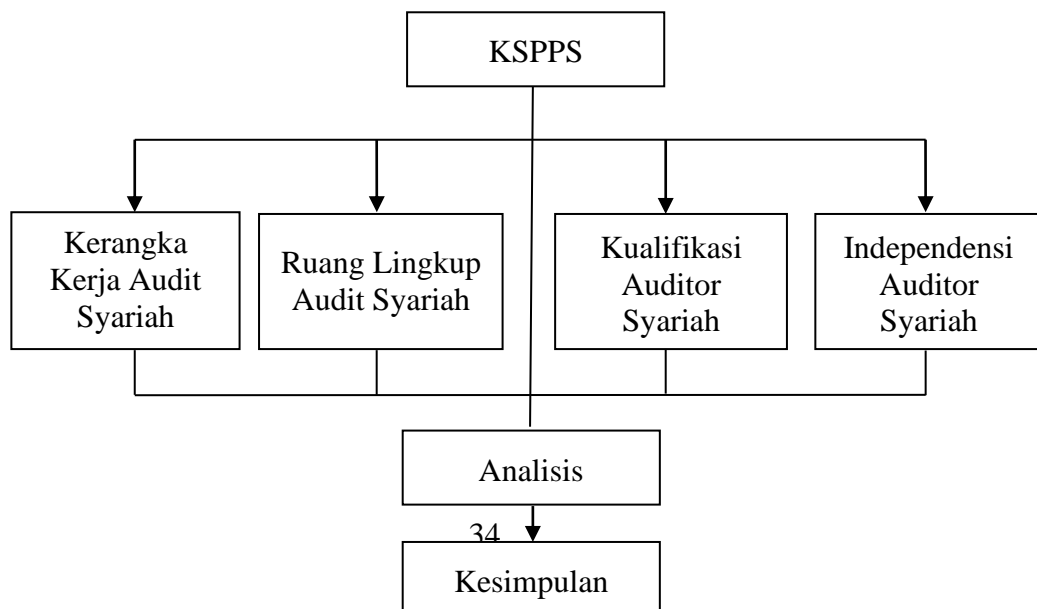 KSPPS
Kerangka
Kerja Audit
Syariah
Ruang Lingkup
Audit Syariah
Kualifikasi
Auditor
Syariah
Independensi
Auditor
Syariah
Analisis
34
Kesimpulan